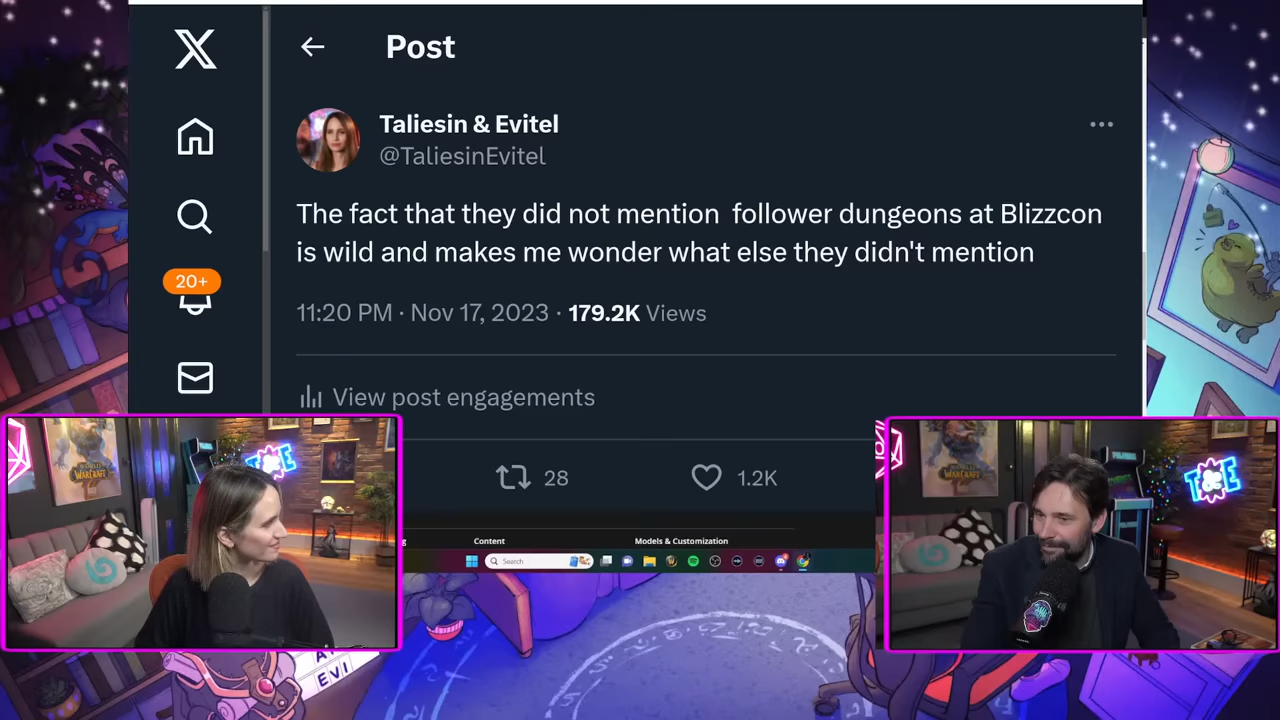 Post
Taliesin & Evitel
@TaliesinEvitel
The fact that they did not mention  follower dungeons at Blizzcon
is wild and makes me wonder what else they didn't mention
20+
11:20 PM · Nov 17, 2023 · 179.2K Views
View post engagements
28
1.2K
Content
Models & Customization
Search
WARCRAFT
T&E
WARCRAFT
T&E
EVI